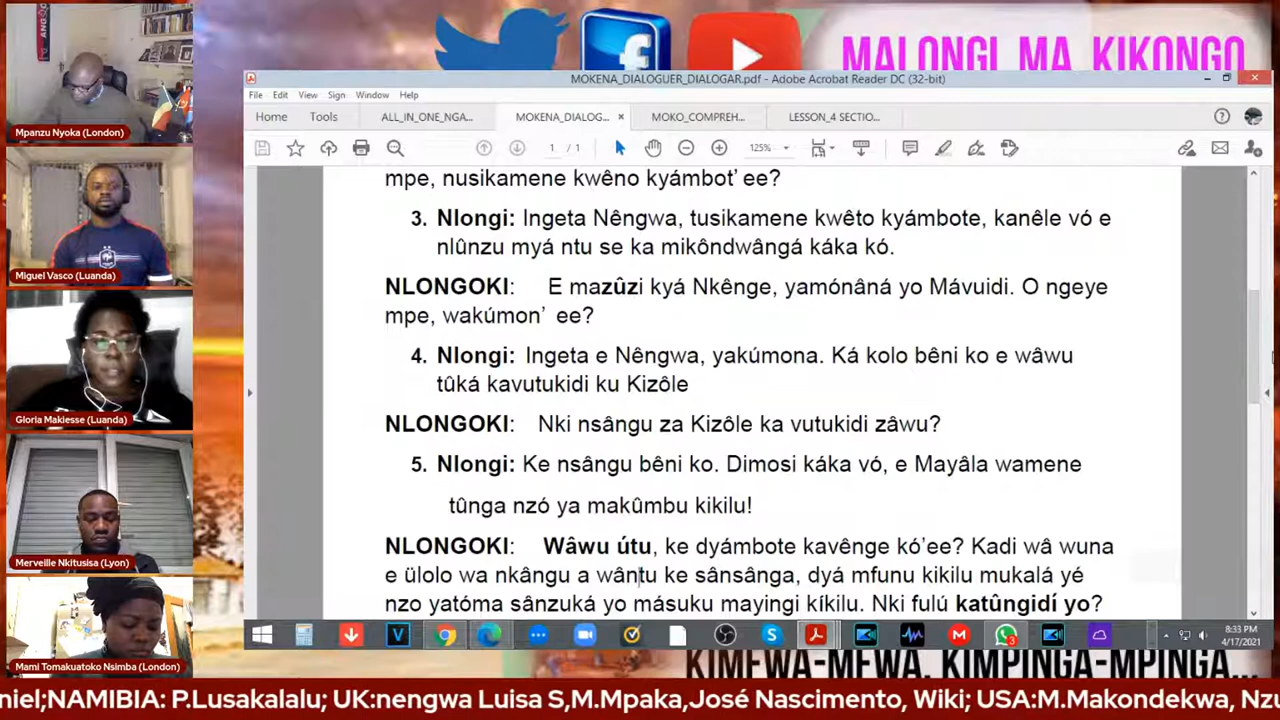 MALONGI MA KIKONGO
MOKENA_DIALOGUER_DIALOGAR.pdf - Adobe Acrobat Reader DC (32-bit)
File Edit View Sign Window Help
Home Tools ALL_IN_ONE_NGA... MOKENA_DIALOG... × MOKO_COMPREH... LESSON_4 SECTIO...
1 / 1 125%
mpe, nusikamene kwêno kyámbot’ ee?
3. Nlongi: Ingeta Nêngwa, tusikamene kwêto kyámbote, kanêle vó e
nlûnzu myá ntu se ka mikôndwângá káka kó.
NLONGOKI: E mazûzi kyá Nkênge, yamónâná yo Mávuidi. O ngeye
mpe, wakúmon’ ee?
4. Nlongi: Ingeta e Nêngwa, yakúmona. Ká kolo bêni ko e wâwu
tûká kavutukidi ku Kizôle
NLONGOKI: Nki nsângu za Kizôle ka vutukidi zâwu?
5. Nlongi: Ke nsângu bêni ko. Dimosi káka vó, e Mayâla wamene
tûnga nzó ya makûmbu kikilu!
NLONGOKI: Wâwu útu, ke dyámbote kavênge kó’ee? Kadi wâ wuna
e ülolo wa nkângu a wântu ke sânsânga, dyá mfunu kikilu mukalá yé
nzo yatóma sânzuká yo másuku mayingi kíkilu. Nki fulú katûngidí yo?
Mpanzu Nyoka (London)
Miguel Vasco (Luanda)
Gloria Makiesse (Luanda)
Merveille Nkitusisa (Lyon)
Mami Tomakuatoko Nsimba (London)
3
8:33 PM
4/17/2021
KIMFWA-MFWA, KIMPINGA-MPINGA...
niel;NAMIBIA: P.Lusakalalu; UK:nengwa Luisa S,M.Mpaka,José Nascimento, Wiki; USA:M.Makondekwa, Nzu